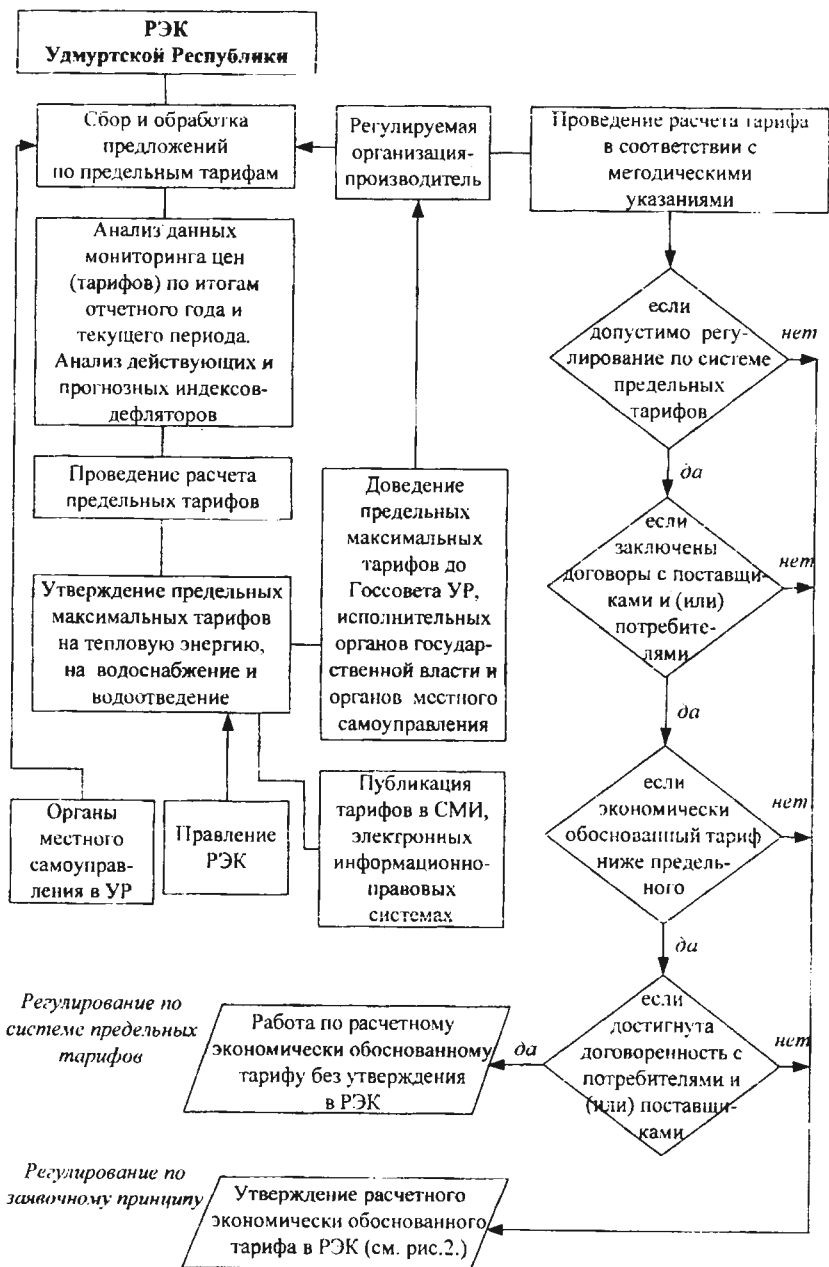 РЭК
Удмуртской Республики
Сбор и обработка
предложений
по предельным тарифам
Регулируемая
организация-
производитель
Проведение расчета тарифа
в соответствии с
методическими
указаниями
Анализ данных
мониторинга цен
(тарифов) по итогам
отчетного года и
текущего периода.
Анализ действующих и
прогнозных индексов-
дефляторов
если
допустимо регу-
лирование по системе
предельных
тарифов
нет
да
Проведение расчета
предельных тарифов
Доведение
предельных
максимальных
тарифов до
Госсовета УР,
исполнительных
органов государ-
ственной власти и
органов местного
самоуправления
если
заключены
договоры с поставщи-
ками и (или)
потребите-
лями
нет
да
Утверждение предельных
максимальных тарифов
на тепловую энергию,
на водоснабжение и
водоотведение
Органы
местного
самоуправ-
ления в УР
Правление
РЭК
Публикация
тарифов в СМИ,
электронных
информационно-
правовых
системах
если
экономически
обоснованный тариф
ниже предель-
ного
нет
да
Регулирование по
системе предельных
тарифов
Работа по расчетному
экономически обоснованному
тарифу без утверждения
в РЭК
да
если
достигнута
договоренность с
потребителями и
(или) поставщи-
ками
нет
Регулирование по
заявочному принципу
Утверждение расчетного
экономически обоснованного
тарифа в РЭК (см. рис.2.)